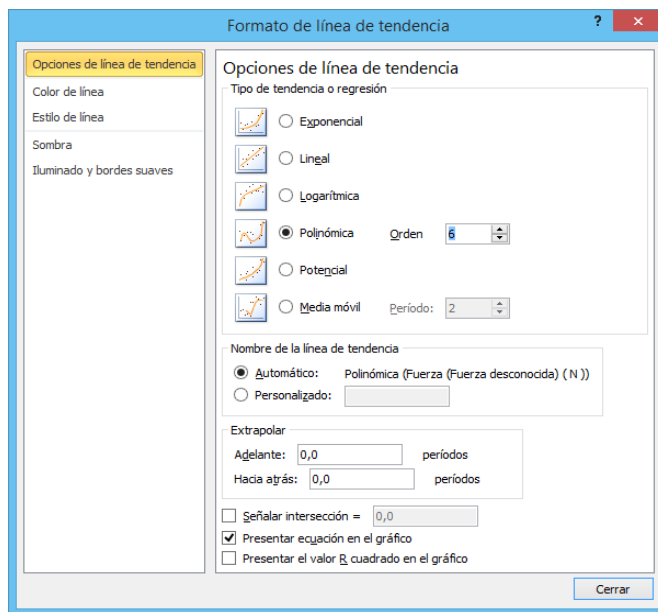 Formato de línea de tendencia
? ×
Opciones de línea de tendencia
Color de línea
Estilo de línea
Sombra
Iluminado y bordes suaves
Opciones de línea de tendencia
Tipo de tendencia o regresión
Exponencial
Lineal
Logarítmica
Polinómica Orden 6
Potencial
Media móvil Período: 2
Nombre de la línea de tendencia
Automático: Polinómica (Fuerza (Fuerza desconocida) ( N ))
Personalizado:
Extrapolar
Adelante: 0,0 períodos
Hacia atrás: 0,0 períodos
Señalar intersección = 0,0
Presentar ecuación en el gráfico
Presentar el valor R cuadrado en el gráfico
Cerrar